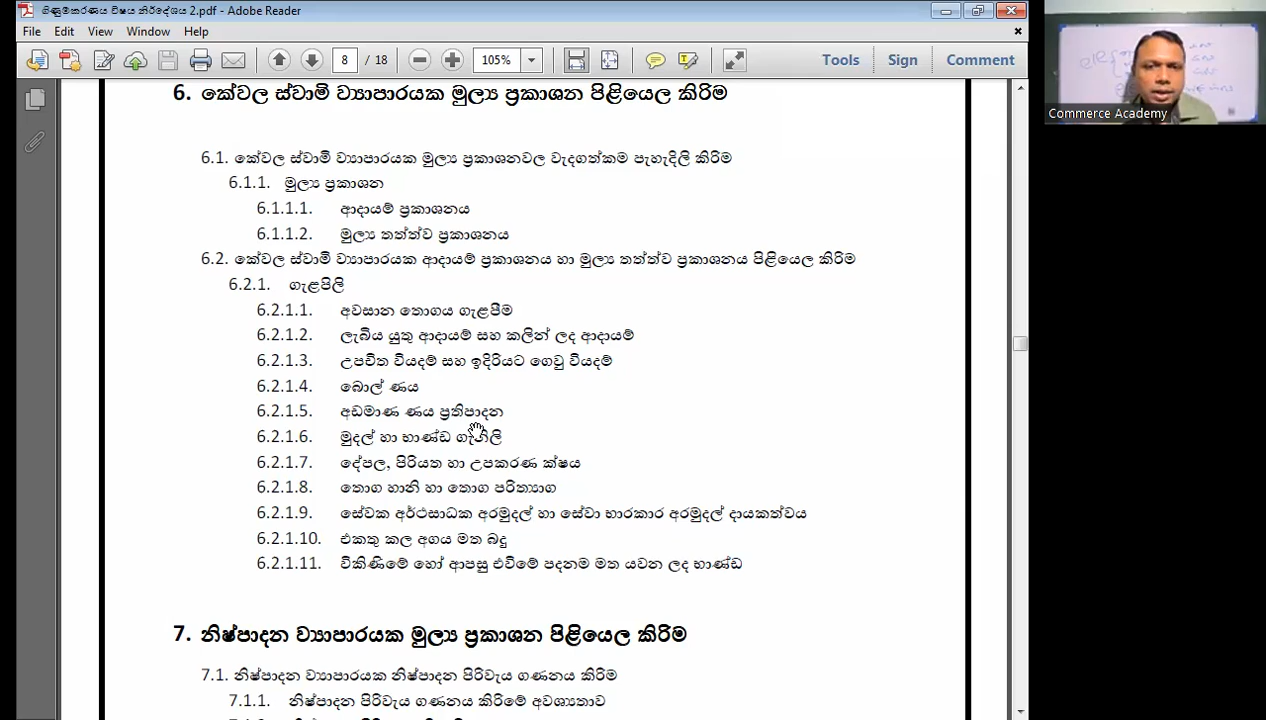 ගිණුම්කරණය විෂය නිර්දේශය 2.pdf - Adobe Reader
File Edit View Window Help
8 / 18 105% Tools Sign Comment
Commerce Academy
6. කේවල ස්වාමී ව්‍යාපාරයක මූල්‍ය ප්‍රකාශන පිළියෙල කිරීම
6.1. කේවල ස්වාමී ව්‍යාපාරයක මූල්‍ය ප්‍රකාශනවල වැදගත්කම පැහැදිලි කිරීම
6.1.1. මූල්‍ය ප්‍රකාශන
6.1.1.1. ආදායම් ප්‍රකාශනය
6.1.1.2. මූල්‍ය තත්ත්ව ප්‍රකාශනය
6.2. කේවල ස්වාමී ව්‍යාපාරයක ආදායම් ප්‍රකාශනය හා මූල්‍ය තත්ත්ව ප්‍රකාශනය පිළියෙල කිරීම
6.2.1. ගැළපිලි
6.2.1.1. අවසාන තොගය ගැළපීම
6.2.1.2. ලැබිය යුතු ආදායම් සහ කලින් ලද ආදායම්
6.2.1.3. උපචිත වියදම් සහ ඉදිරියට ගෙවු වියදම්
6.2.1.4. බොල් ණය
6.2.1.5. අඩමාණ ණය ප්‍රතිපාදන
6.2.1.6. මුදල් හා භාණ්ඩ ගැනිලි
6.2.1.7. දේපල, පිරියත හා උපකරණ ක්ෂය
6.2.1.8. තොග හානි හා තොග පරිත්‍යාග
6.2.1.9. සේවක අර්ථසාධක අරමුදල් හා සේවා භාරකාර අරමුදල් දායකත්වය
6.2.1.10. එකතු කල අගය මත බදු
6.2.1.11. විකිණීමේ හෝ ආපසු එවීමේ පදනම මත යවන ලද භාණ්ඩ
7. නිෂ්පාදන ව්‍යාපාරයක මූල්‍ය ප්‍රකාශන පිළියෙල කිරීම
7.1. නිෂ්පාදන ව්‍යාපාරයක නිෂ්පාදන පිරිවැය ගණනය කිරීම
7.1.1. නිෂ්පාදන පිරිවැය ගණනය කිරීමේ අවශ්‍යතාව